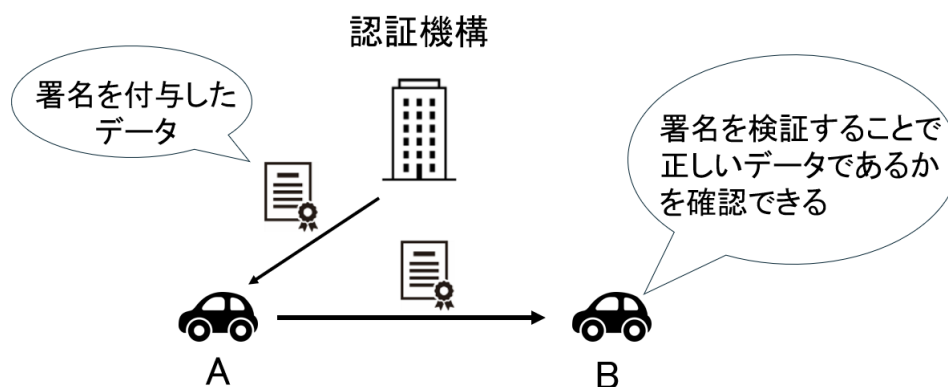 認証機構
署名を付与した
データ
署名を検証することで
正しいデータであるか
を確認できる
A
B